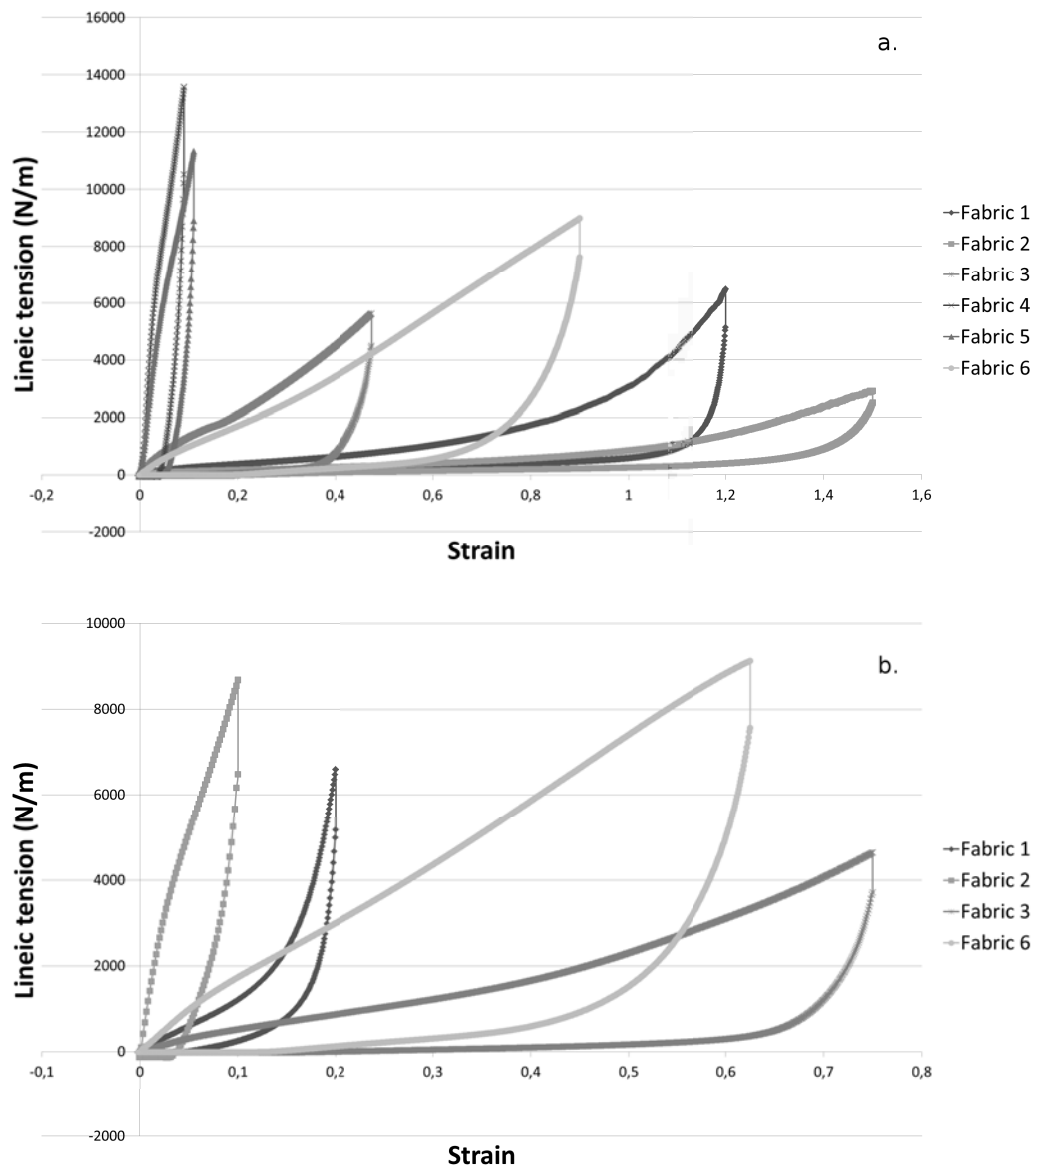 16000
a.
14000
12000
10000
8000
6000
4000
2000
0
-2000
Lineic tension (N/m)
-0,2 0 0,2 0,4 0,6 0,8 1 1,2 1,4 1,6
Strain
Fabric 1
Fabric 2
Fabric 3
Fabric 4
Fabric 5
Fabric 6
10000
b.
8000
6000
4000
2000
0
-2000
Lineic tension (N/m)
-0,1 0 0,1 0,2 0,3 0,4 0,5 0,6 0,7 0,8
Strain
Fabric 1
Fabric 2
Fabric 3
Fabric 6